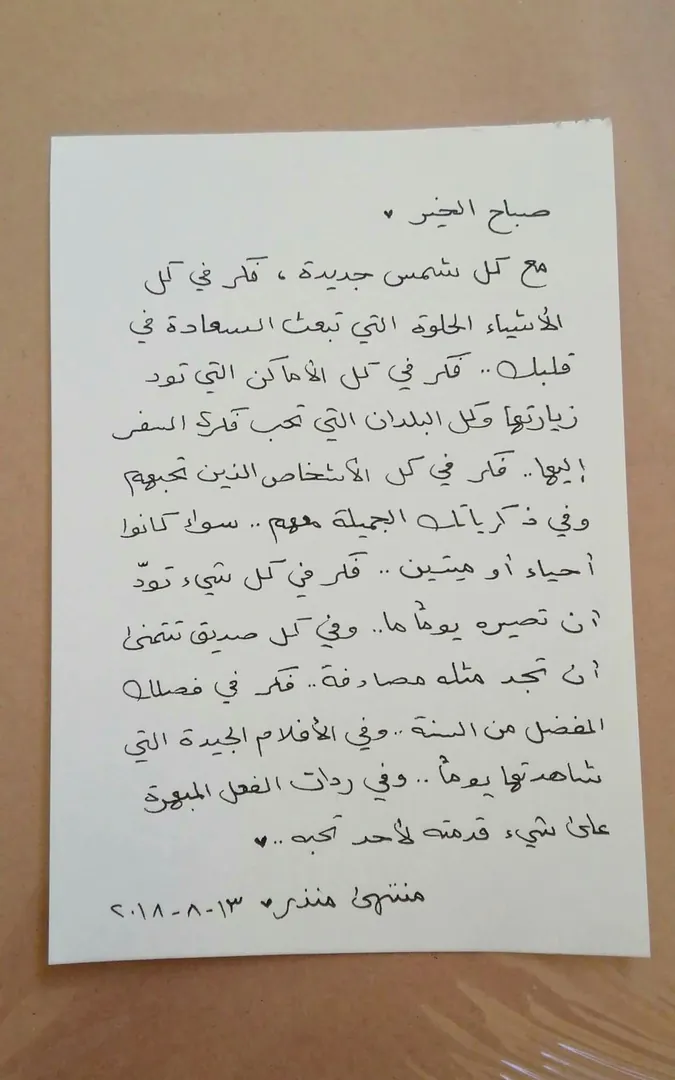 صباح الخير ♥
مع كل شمس جديدة ، فكر في كل
الأشياء الحلوة التي تبعث السعادة في
قلبك .. فكر في كل الأماكن التي تود
زيارتها وكل البلدان التي تحب فكرة السفر
إليها .. فكر في كل الأشخاص الذين تحبهم
وفي ذكرياتك الجميلة معهم .. سواء كانوا
أحياء أو ميتين .. فكر في كل شيء تودّ
أن تصيره يوماً ما .. وفي كل صديق تتمنى
أن تجد مثله مصادفة .. فكر في فصلك
المفضل من السنة .. وفي الأفلام الجيدة التي
شاهدتها يوماً .. وفي ردات الفعل المبهرة
على شيء قدمته لأحد تحبه .. ♥
منتهى منذر ♥ ١٣-٨-٢٠١٨